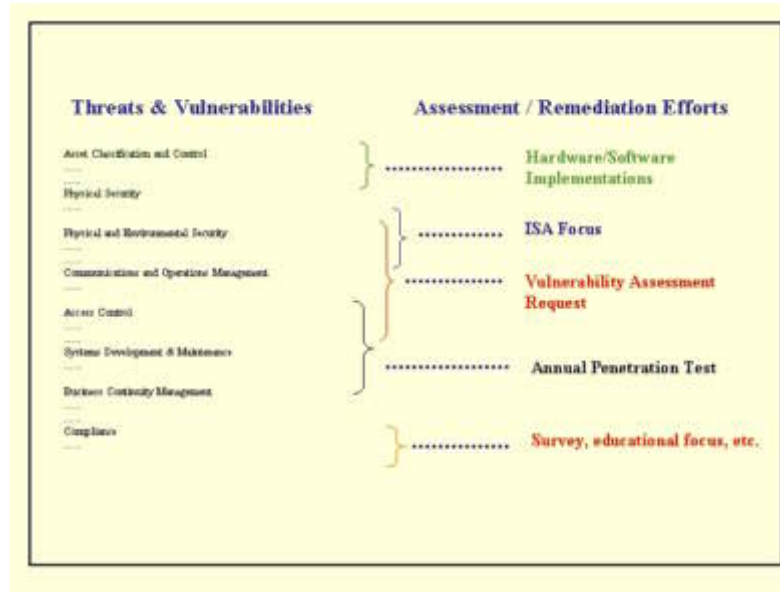 Threats & Vulnerabilities
Assessment / Remediation Efforts
Asset Classification and Control
Physical Security
Physical and Environmental Security
Communications and Operations Management
Access Control
Systems Development & Maintenance
Business Continuity Management
Compliance
Hardware/Software
Implementations
ISA Focus
Vulnerability Assessment
Request
Annual Penetration Test
Survey, educational focus, etc.